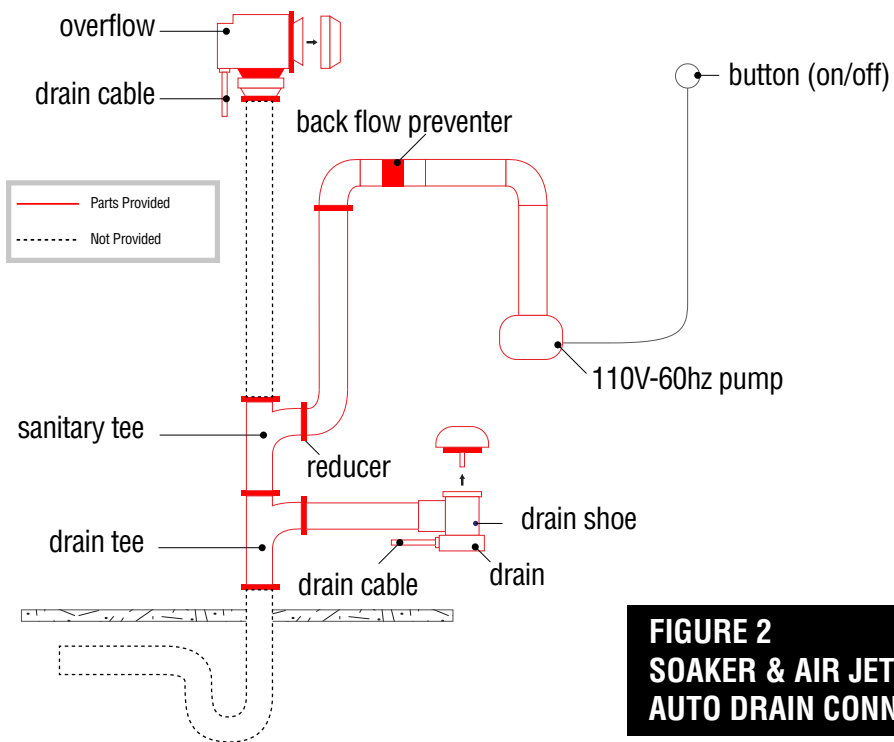 overflow
drain cable
button (on/off)
back flow preventer
Parts Provided
Not Provided
110V-60hz pump
sanitary tee
reducer
drain shoe
drain tee
drain cable
drain
FIGURE 2
SOAKER & AIR JET
AUTO DRAIN CONN